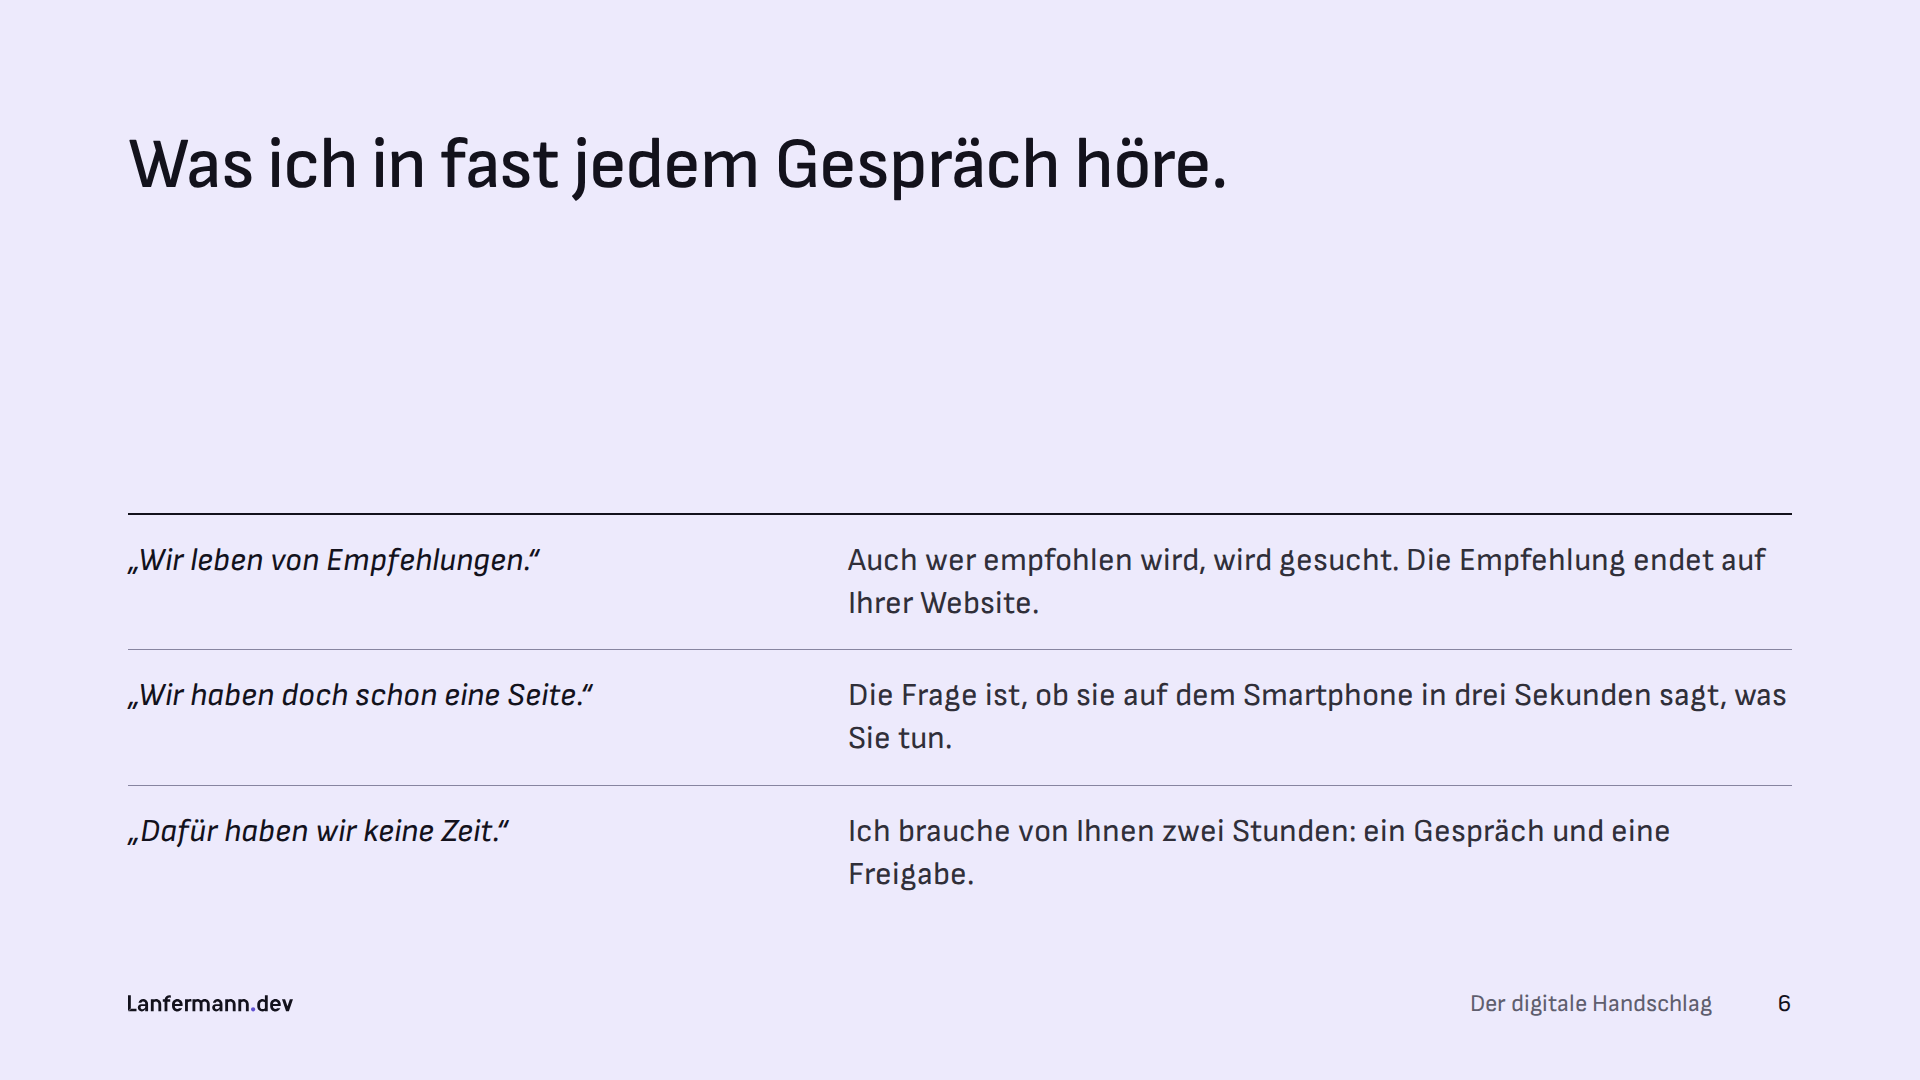 Was ich in fast jedem Gespräch höre.
„Wir leben von Empfehlungen.“
Auch wer empfohlen wird, wird gesucht. Die Empfehlung endet auf
Ihrer Website.
„Wir haben doch schon eine Seite.“
Die Frage ist, ob sie auf dem Smartphone in drei Sekunden sagt, was
Sie tun.
„Dafür haben wir keine Zeit.“
Ich brauche von Ihnen zwei Stunden: ein Gespräch und eine
Freigabe.
Lanfermann.dev
Der digitale Handschlag
6